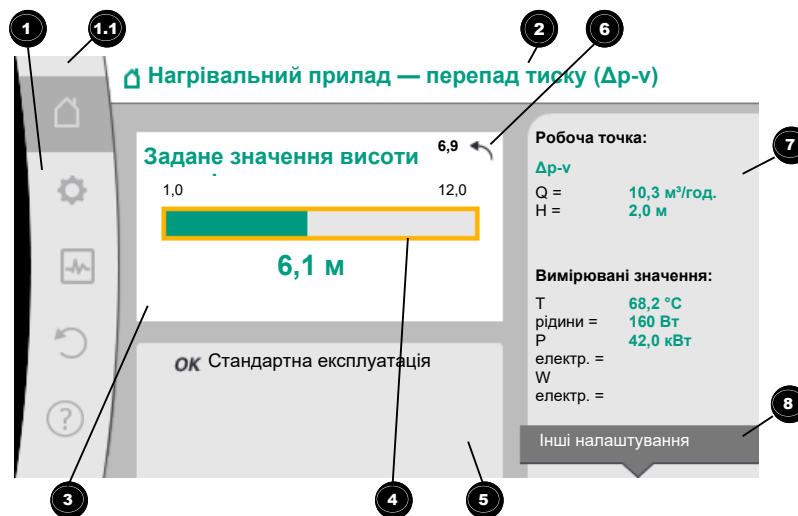 1
1.1
2
6
Нагрівальний прилад — перепад тиску (Δp-v)
Задане значення висоти
6,9
1,0
12,0
6,1 м
OK Стандартна експлуатація
Робоча точка:
Δp-v
Q = 10,3 м³/год.
H = 2,0 м
Вимірювані значення:
T 68,2 °C
рідини = 160 Вт
P 42,0 кВт
електр. =
W
електр. =
Інші налаштування
7
8
3
4
5
?